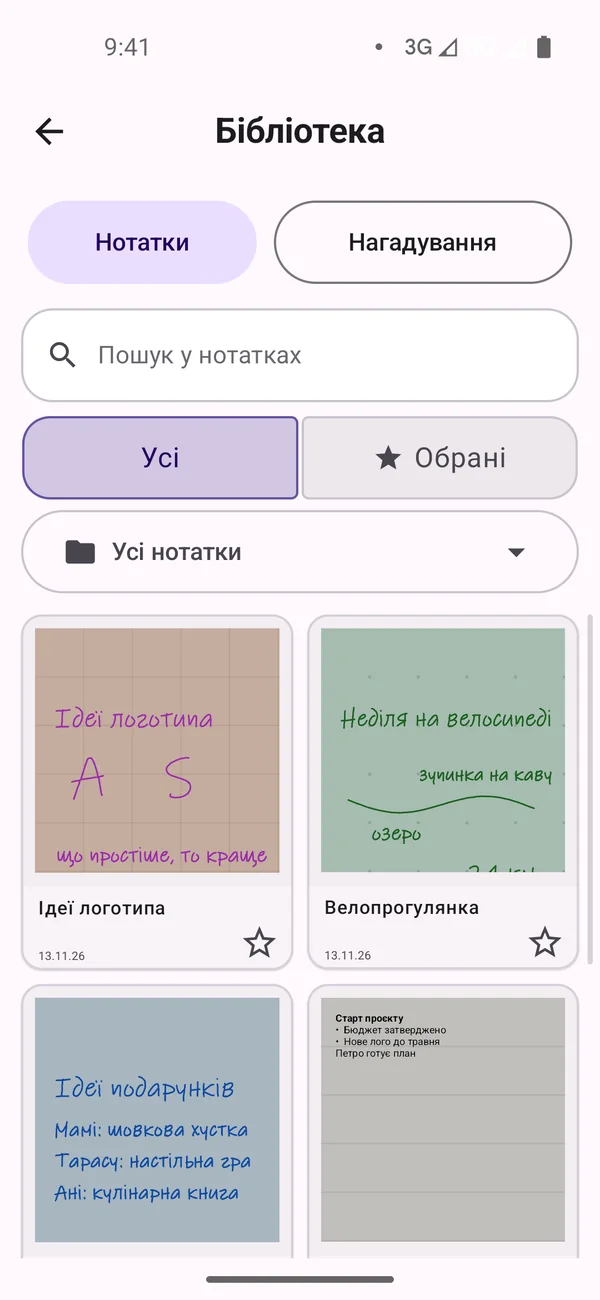 9:41
3G
Бібліотека
Нотатки
Нагадування
Пошук у нотатках
Усі
Обрані
Усі нотатки
Ідеї логотипа
A S
що простіше, то краще
Ідеї логотипа
13.11.26
Неділя на велосипеді
зупинка на каву
озеро
Велопрогулянка
13.11.26
Ідеї подарунків
Мамі: шовкова хустка
Тарасу: настільна гра
Ані: кулінарна книга
Старт проєкту
• Бюджет затверджено
• Нове лого до травня
Петро готує план